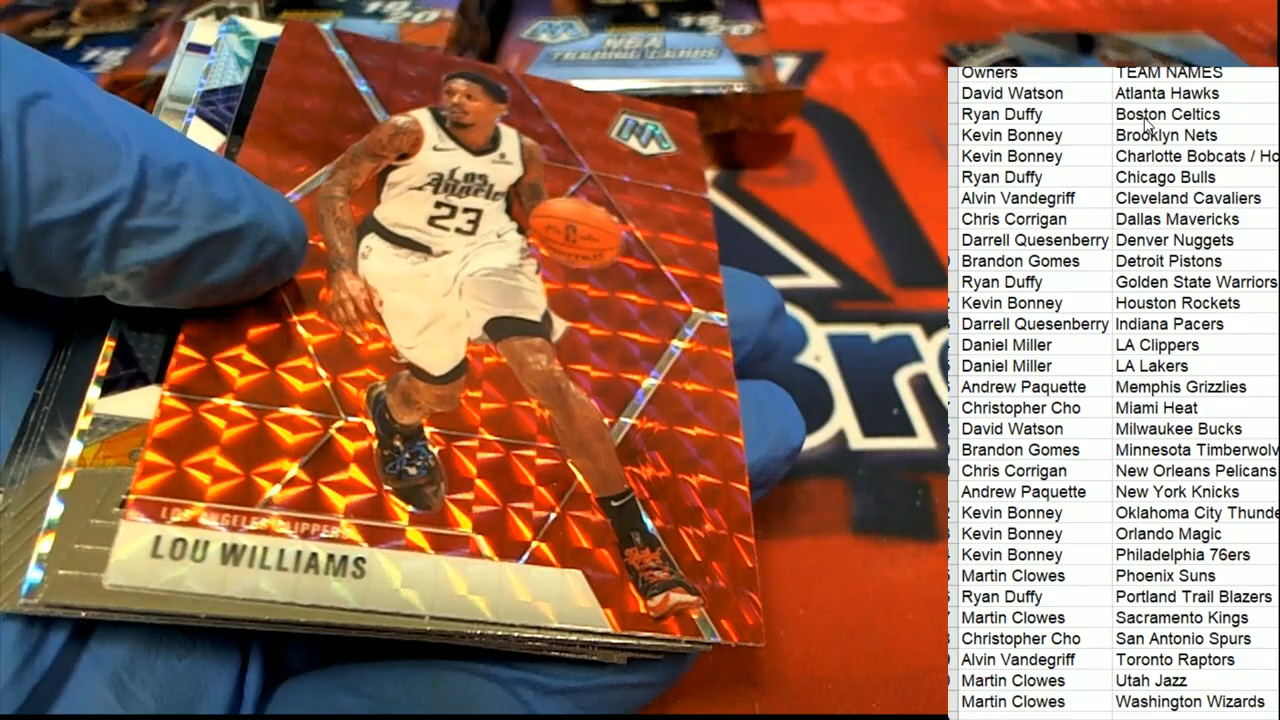 19-20
NBA
TRADING CARDS
Los
Angeles
23
LOS ANGELES CLIPPERS
LOU WILLIAMS
Br
Owners TEAM NAMES
David Watson Atlanta Hawks
Ryan Duffy Boston Celtics
Kevin Bonney Brooklyn Nets
Kevin Bonney Charlotte Bobcats / Ho
Ryan Duffy Chicago Bulls
Alvin Vandegriff Cleveland Cavaliers
Chris Corrigan Dallas Mavericks
Darrell Quesenberry Denver Nuggets
Brandon Gomes Detroit Pistons
Ryan Duffy Golden State Warriors
Kevin Bonney Houston Rockets
Darrell Quesenberry Indiana Pacers
Daniel Miller LA Clippers
Daniel Miller LA Lakers
Andrew Paquette Memphis Grizzlies
Christopher Cho Miami Heat
David Watson Milwaukee Bucks
Brandon Gomes Minnesota Timberwolv
Chris Corrigan New Orleans Pelicans
Andrew Paquette New York Knicks
Kevin Bonney Oklahoma City Thunde
Kevin Bonney Orlando Magic
Kevin Bonney Philadelphia 76ers
Martin Clowes Phoenix Suns
Ryan Duffy Portland Trail Blazers
Martin Clowes Sacramento Kings
Christopher Cho San Antonio Spurs
Alvin Vandegriff Toronto Raptors
Martin Clowes Utah Jazz
Martin Clowes Washington Wizards